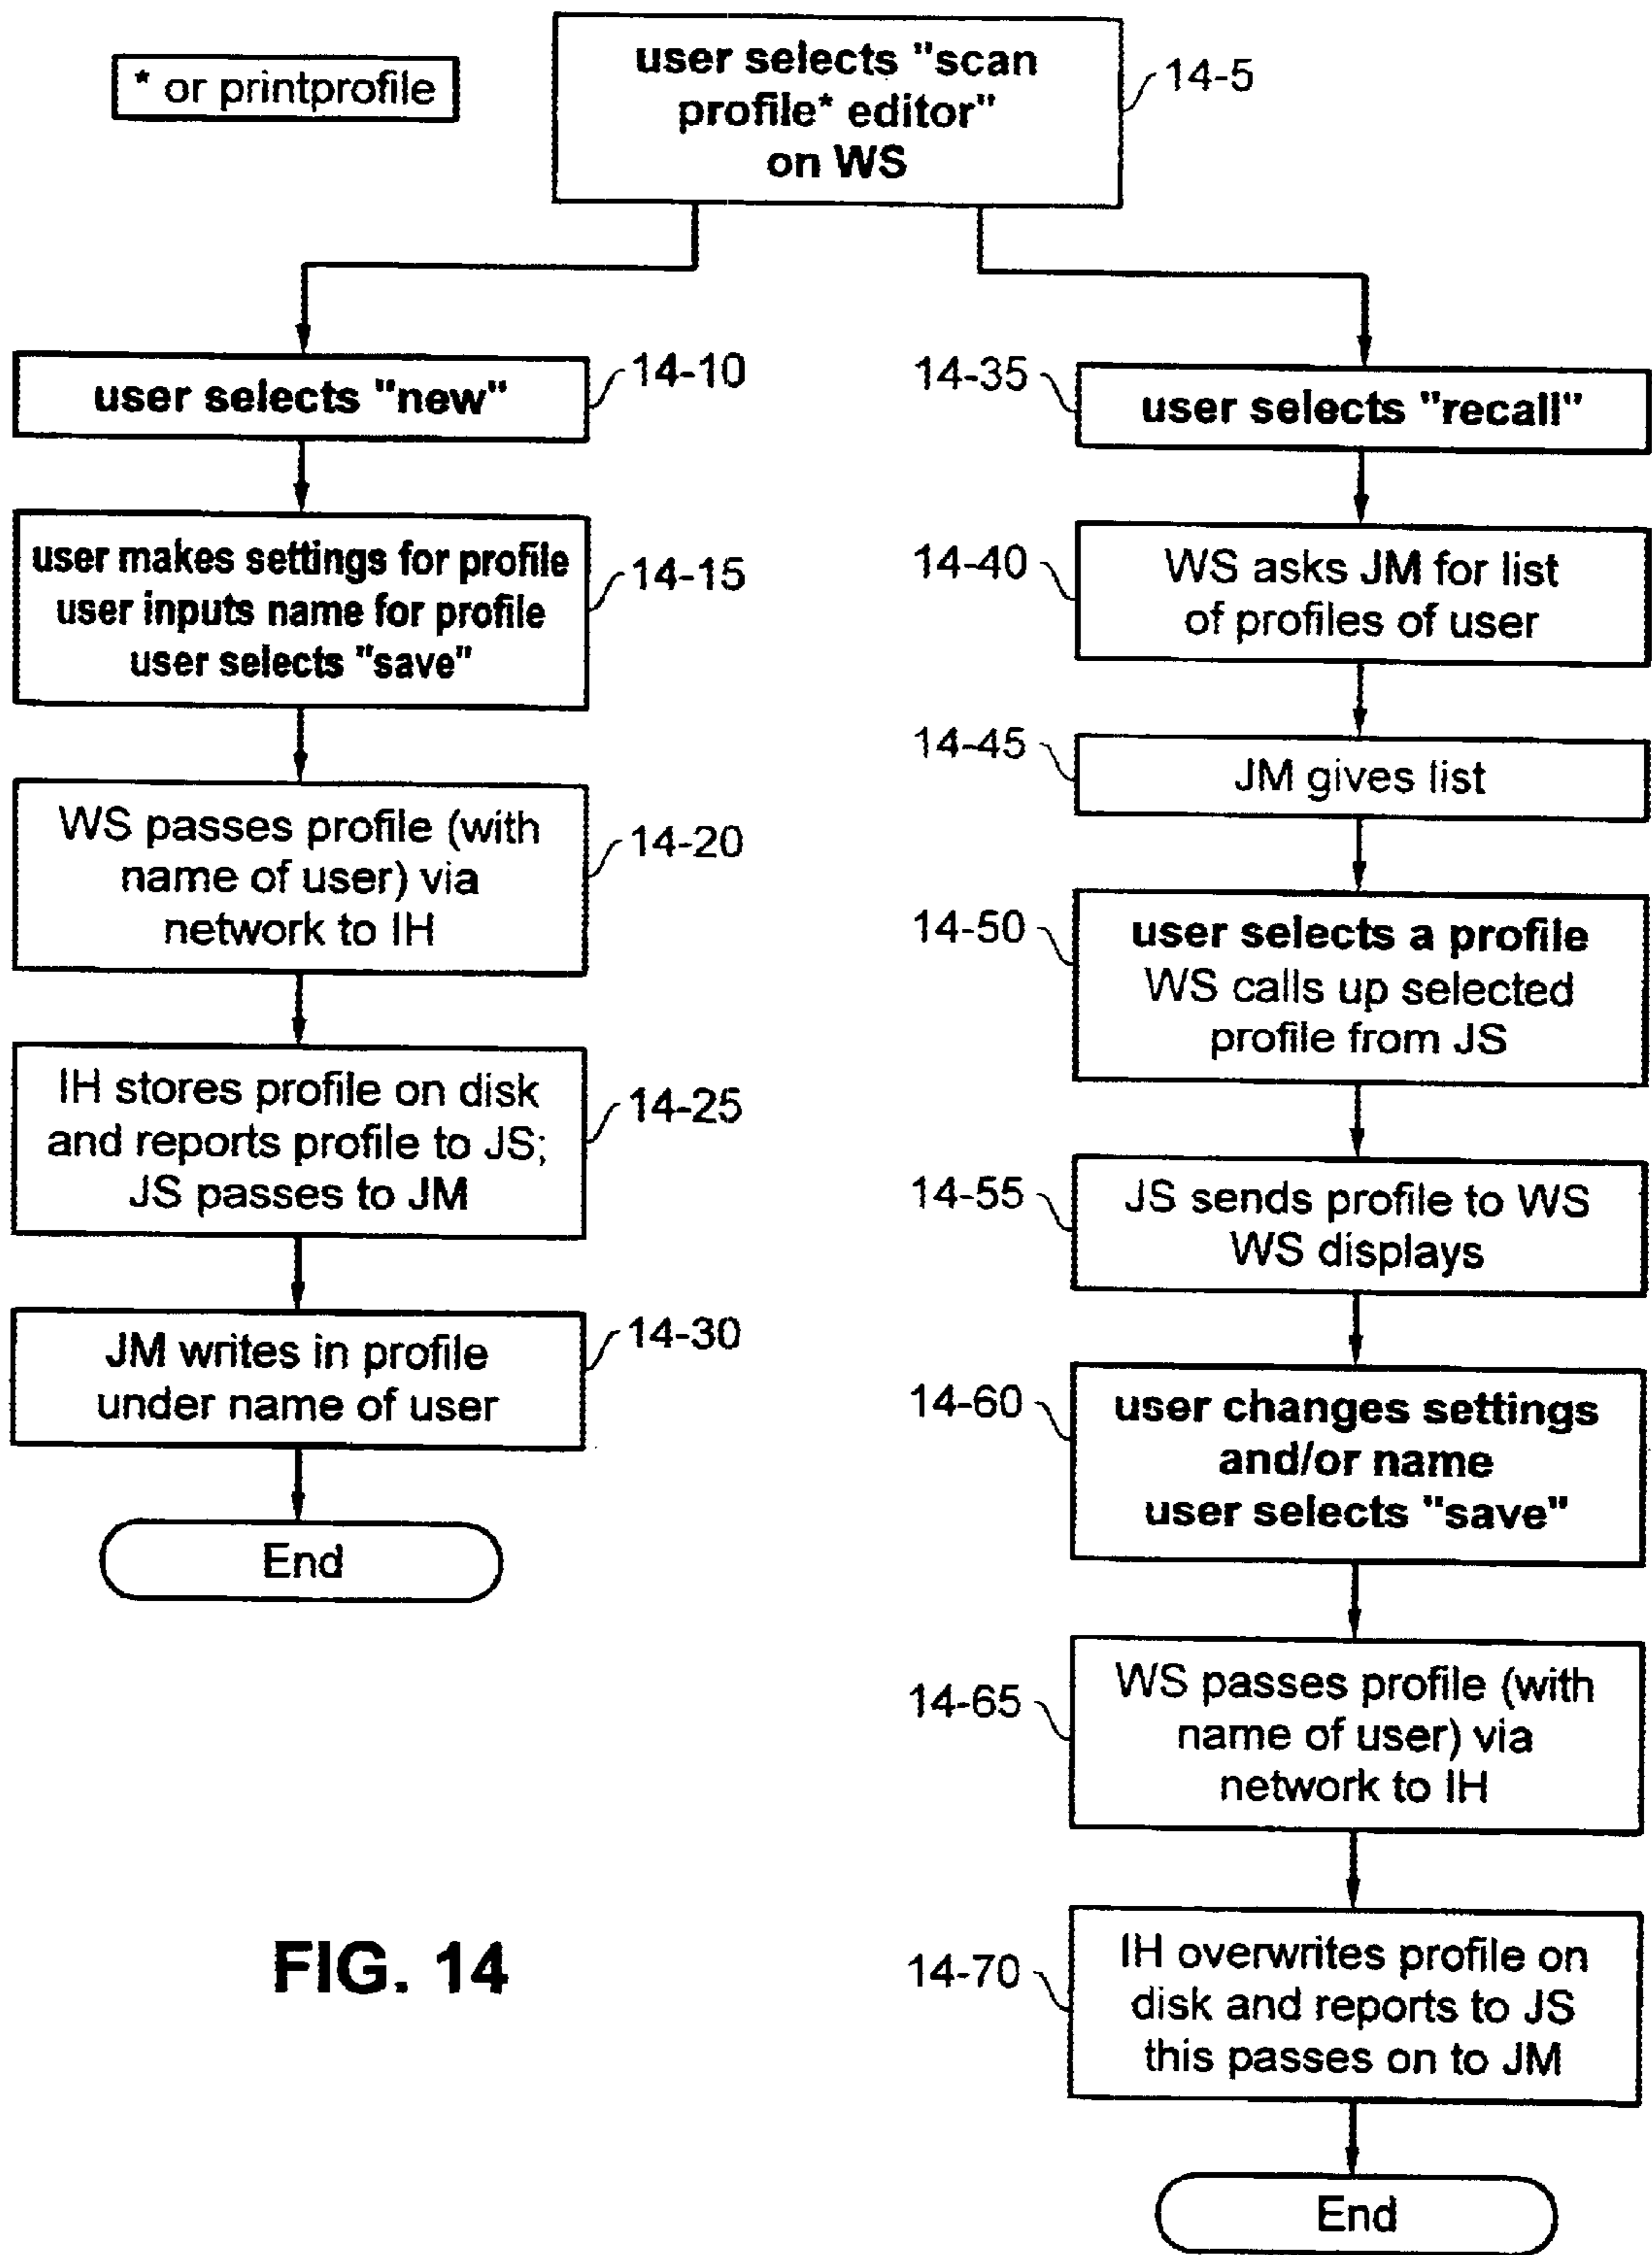 * or printprofile
user selects "scan
profile* editor"
on WS
14-5
user selects "new"
14-10
user makes settings for profile
user inputs name for profile
user selects "save"
14-15
WS passes profile (with
name of user) via
network to IH
14-20
IH stores profile on disk
and reports profile to JS;
JS passes to JM
14-25
JM writes in profile
under name of user
14-30
End
14-35
user selects "recall"
14-40
WS asks JM for list
of profiles of user
14-45
JM gives list
14-50
user selects a profile
WS calls up selected
profile from JS
14-55
JS sends profile to WS
WS displays
14-60
user changes settings
and/or name
user selects "save"
14-65
WS passes profile (with
name of user) via
network to IH
14-70
IH overwrites profile on
disk and reports to JS
this passes on to JM
End
FIG. 14